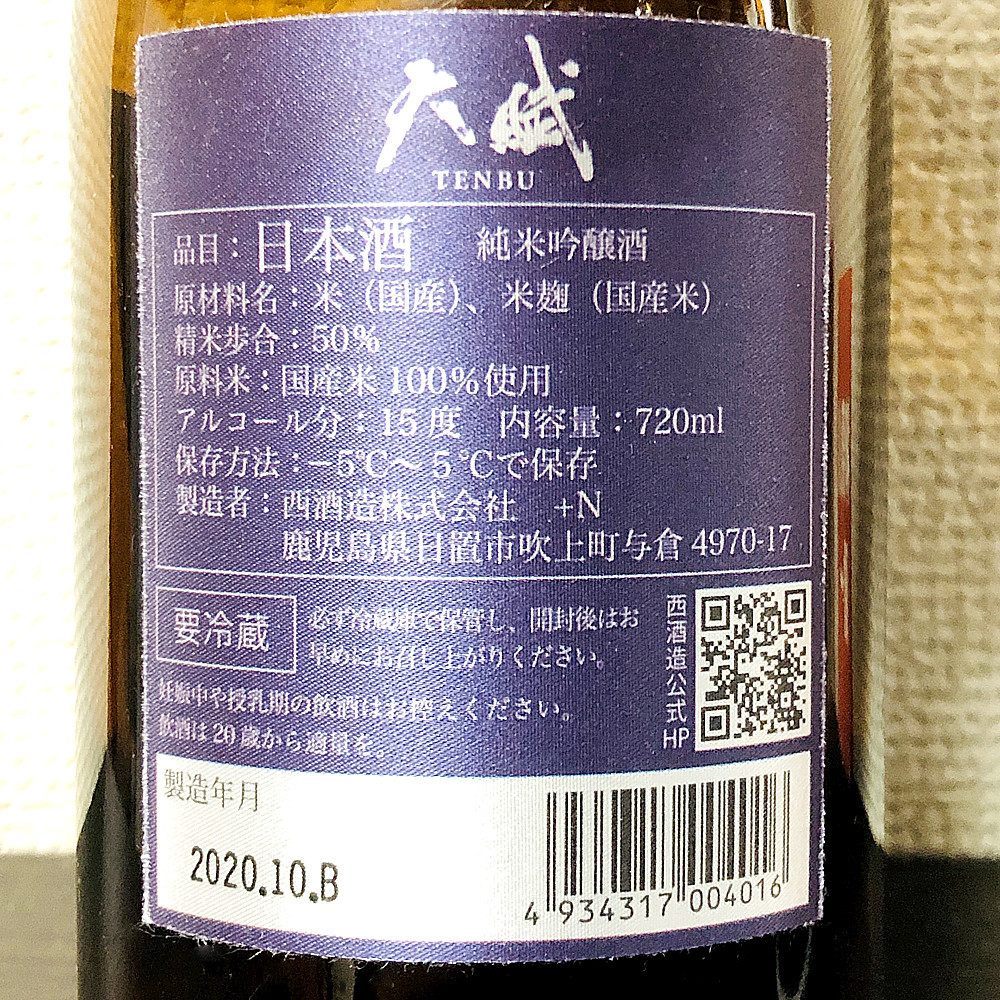 天賦
TENBU
品目：日本酒　純米吟醸酒
原材料名：米（国産）、米麹（国産米）
精米歩合：50%
原料米：国産米100％使用
アルコール分：15度　内容量：720ml
保存方法：−5℃〜5℃で保存
製造者：西酒造株式会社　+N
鹿児島県日置市吹上町与倉4970-17
要冷蔵
必ず冷蔵庫で保管し、開封後はお
早めにお召し上がりください。
妊娠中や授乳期の飲酒はお控えください。
飲酒は20歳から適量を。
西酒造公式HP
製造年月
2020.10.B
4 934317 004016